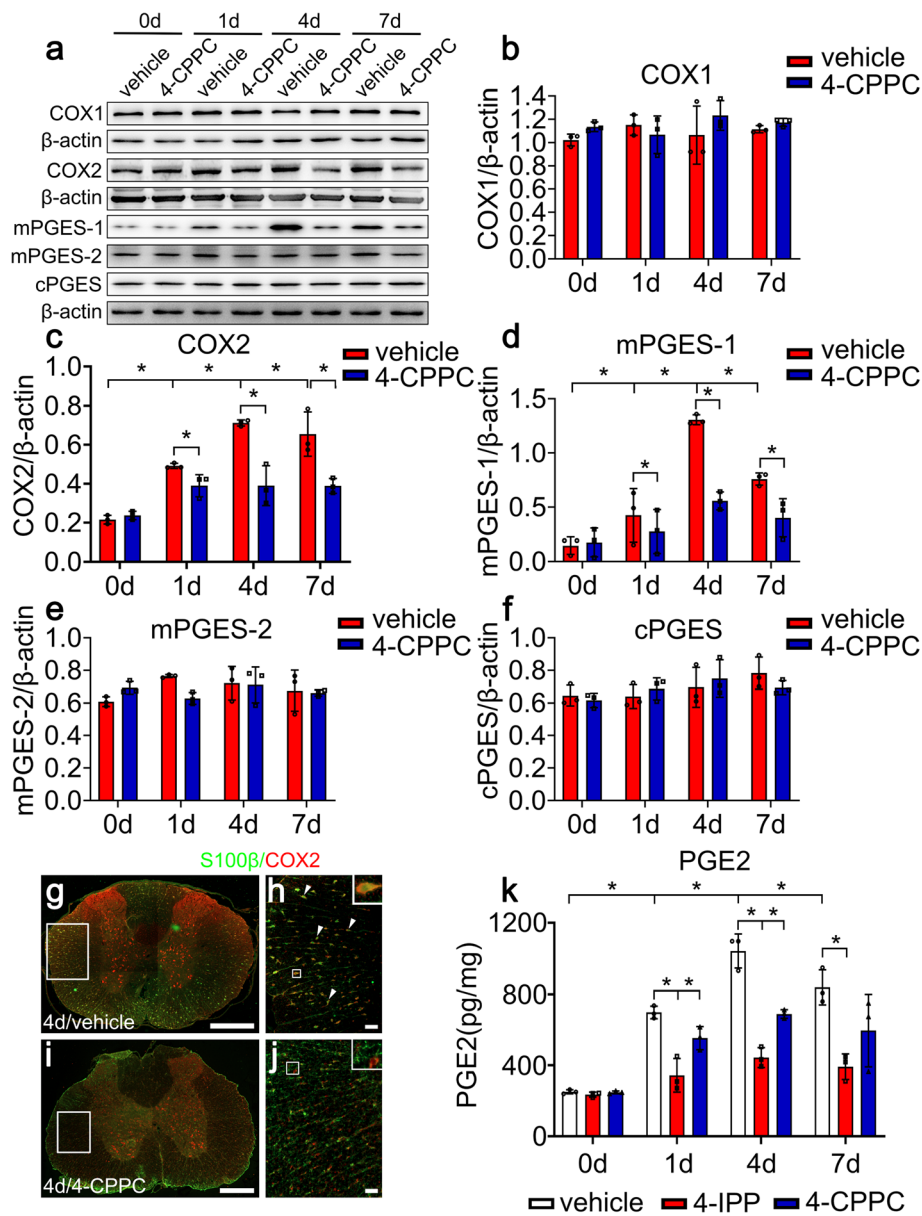 a
0d 1d 4d 7d
vehicle 4-CPPC vehicle 4-CPPC vehicle 4-CPPC vehicle 4-CPPC
COX1
β-actin
COX2
β-actin
mPGES-1
mPGES-2
cPGES
β-actin
b
COX1
vehicle
4-CPPC
COX1/β-actin
1.4
1.2
1.0
0.8
0.6
0.4
0.2
0.0
0d 1d 4d 7d
c
COX2
vehicle
4-CPPC
COX2/β-actin
1.0
0.8
0.6
0.4
0.2
0.0
* * * *
* *
0d 1d 4d 7d
d
mPGES-1
vehicle
4-CPPC
mPGES-1/β-actin
1.5
1.0
0.5
0.0
* * *
* * *
0d 1d 4d 7d
e
mPGES-2
vehicle
4-CPPC
mPGES-2/β-actin
1.0
0.8
0.6
0.4
0.2
0.0
0d 1d 4d 7d
f
cPGES
vehicle
4-CPPC
cPGES/β-actin
1.0
0.8
0.6
0.4
0.2
0.0
0d 1d 4d 7d
S100β/COX2
g
4d/vehicle
h
i
4d/4-CPPC
j
k
PGE2
PGE2(pg/mg)
1200
800
400
0
* * *
* * * * *
0d 1d 4d 7d
vehicle 4-IPP 4-CPPC